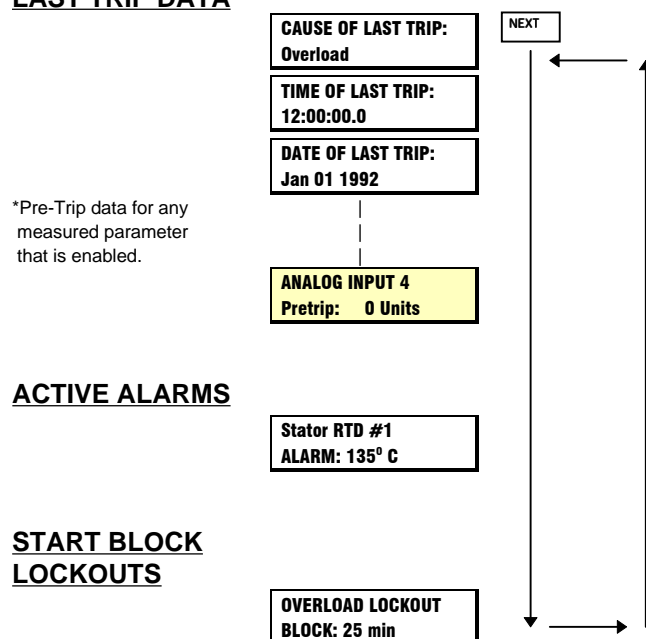 LAST TRIP DATA
CAUSE OF LAST TRIP:
Overload
NEXT
TIME OF LAST TRIP:
12:00:00.0
DATE OF LAST TRIP:
Jan 01 1992
*Pre-Trip data for any
measured parameter
that is enabled.
ANALOG INPUT 4
Pretrip: 0 Units
ACTIVE ALARMS
Stator RTD #1
ALARM: 135⁰ C
START BLOCK
LOCKOUTS
OVERLOAD LOCKOUT
BLOCK: 25 min